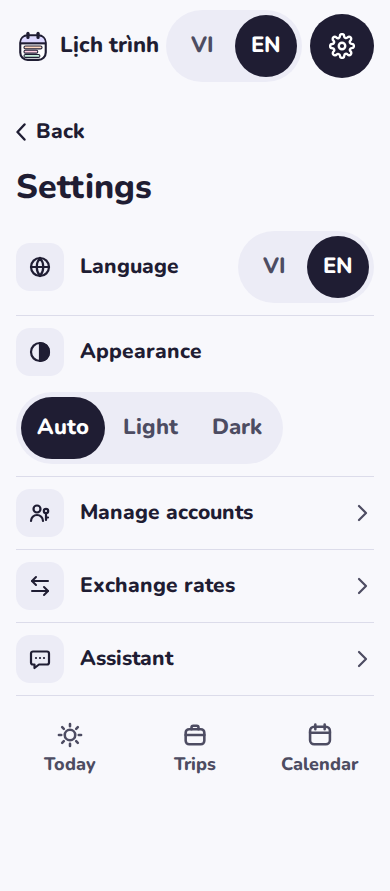 Lịch trình VI EN
Back
Settings
Language VI EN
Appearance
Auto Light Dark
Manage accounts
Exchange rates
Assistant
Today Trips Calendar